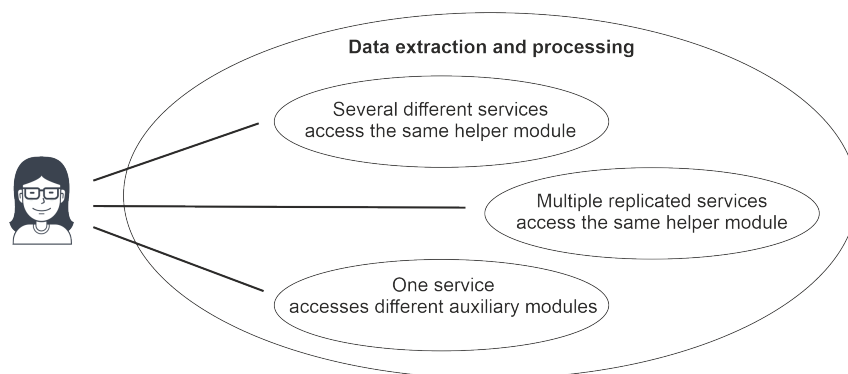 Data extraction and processing
Several different services
access the same helper module
Multiple replicated services
access the same helper module
One service
accesses different auxiliary modules